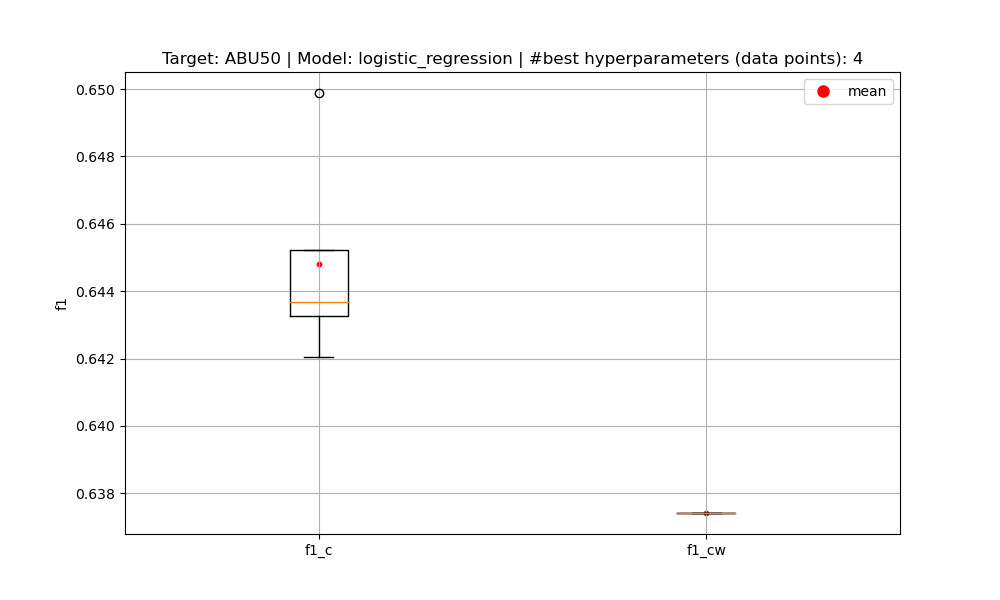 Target: ABU50 | Model: logistic_regression | #best hyperparameters (data points): 4
mean
0.650
0.648
0.646
0.644
0.642
0.640
0.638
f1
f1_c
f1_cw